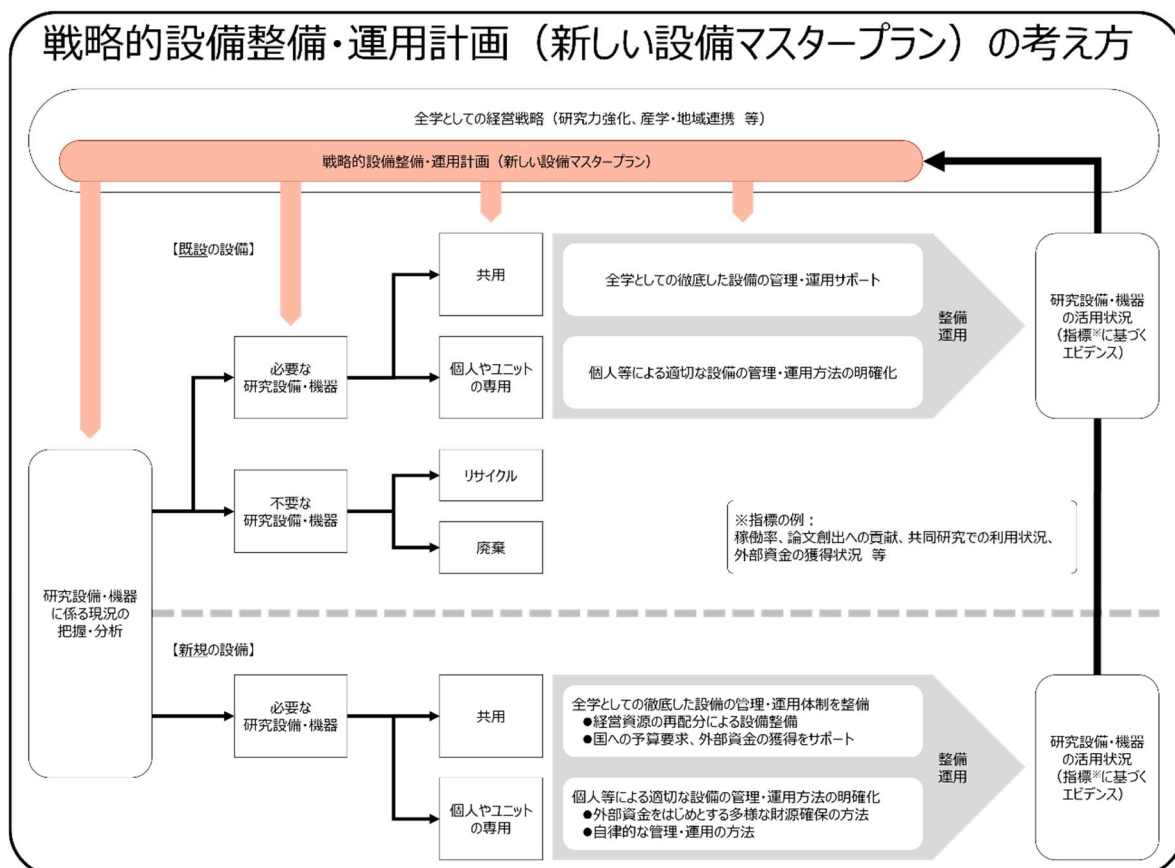 戦略的設備整備・運用計画（新しい設備マスタープラン）の考え方
全学としての経営戦略（研究力強化、産学・地域連携 等）
戦略的設備整備・運用計画（新しい設備マスタープラン）
【既設の設備】
共用
全学としての徹底した設備の管理・運用サポート
整備
運用
研究設備・機器
の活用状況
（指標※に基づく
エビデンス）
必要な
研究設備・機器
個人やユニット
の専用
個人等による適切な設備の管理・運用方法の明確化
不要な
研究設備・機器
リサイクル
廃棄
※指標の例：
稼働率、論文創出への貢献、共同研究での利用状況、
外部資金の獲得状況 等
研究設備・機器
に係る現況の
把握・分析
【新規の設備】
必要な
研究設備・機器
共用
全学としての徹底した設備の管理・運用体制を整備
●経営資源の再配分による設備整備
●国への予算要求、外部資金の獲得をサポート
整備
運用
研究設備・機器
の活用状況
（指標※に基づく
エビデンス）
個人やユニット
の専用
個人等による適切な設備の管理・運用方法の明確化
●外部資金をはじめとする多様な財源確保の方法
●自律的な管理・運用の方法